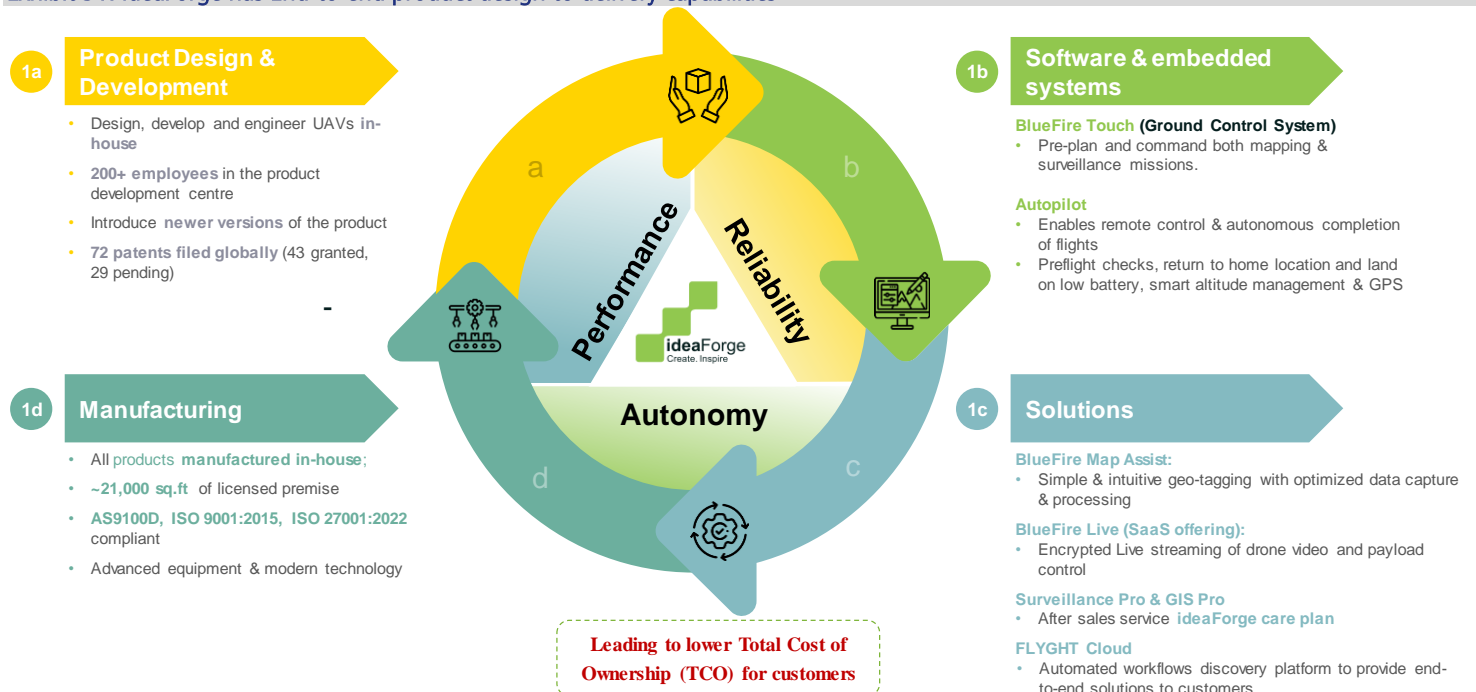 1a
Product Design &
Development
• Design, develop and engineer UAVs in-
house
• 200+ employees in the product
development centre
• Introduce newer versions of the product
• 72 patents filed globally (43 granted,
29 pending)
-
1b
Software & embedded
systems
BlueFire Touch (Ground Control System)
• Pre-plan and command both mapping &
surveillance missions.
Autopilot
• Enables remote control & autonomous completion
of flights
• Preflight checks, return to home location and land
on low battery, smart altitude management & GPS
a
b
Performance
Reliability
ideaForge
Create. Inspire
Autonomy
d
c
1d
Manufacturing
• All products manufactured in-house;
• ~21,000 sq.ft of licensed premise
• AS9100D, ISO 9001:2015, ISO 27001:2022
compliant
• Advanced equipment & modern technology
1c
Solutions
BlueFire Map Assist:
• Simple & intuitive geo-tagging with optimized data capture
& processing
BlueFire Live (SaaS offering):
• Encrypted Live streaming of drone video and payload
control
Surveillance Pro & GIS Pro
• After sales service ideaForge care plan
FLYGHT Cloud
• Automated workflows discovery platform to provide end-
to-end solutions to customers
Leading to lower Total Cost of
Ownership (TCO) for customers